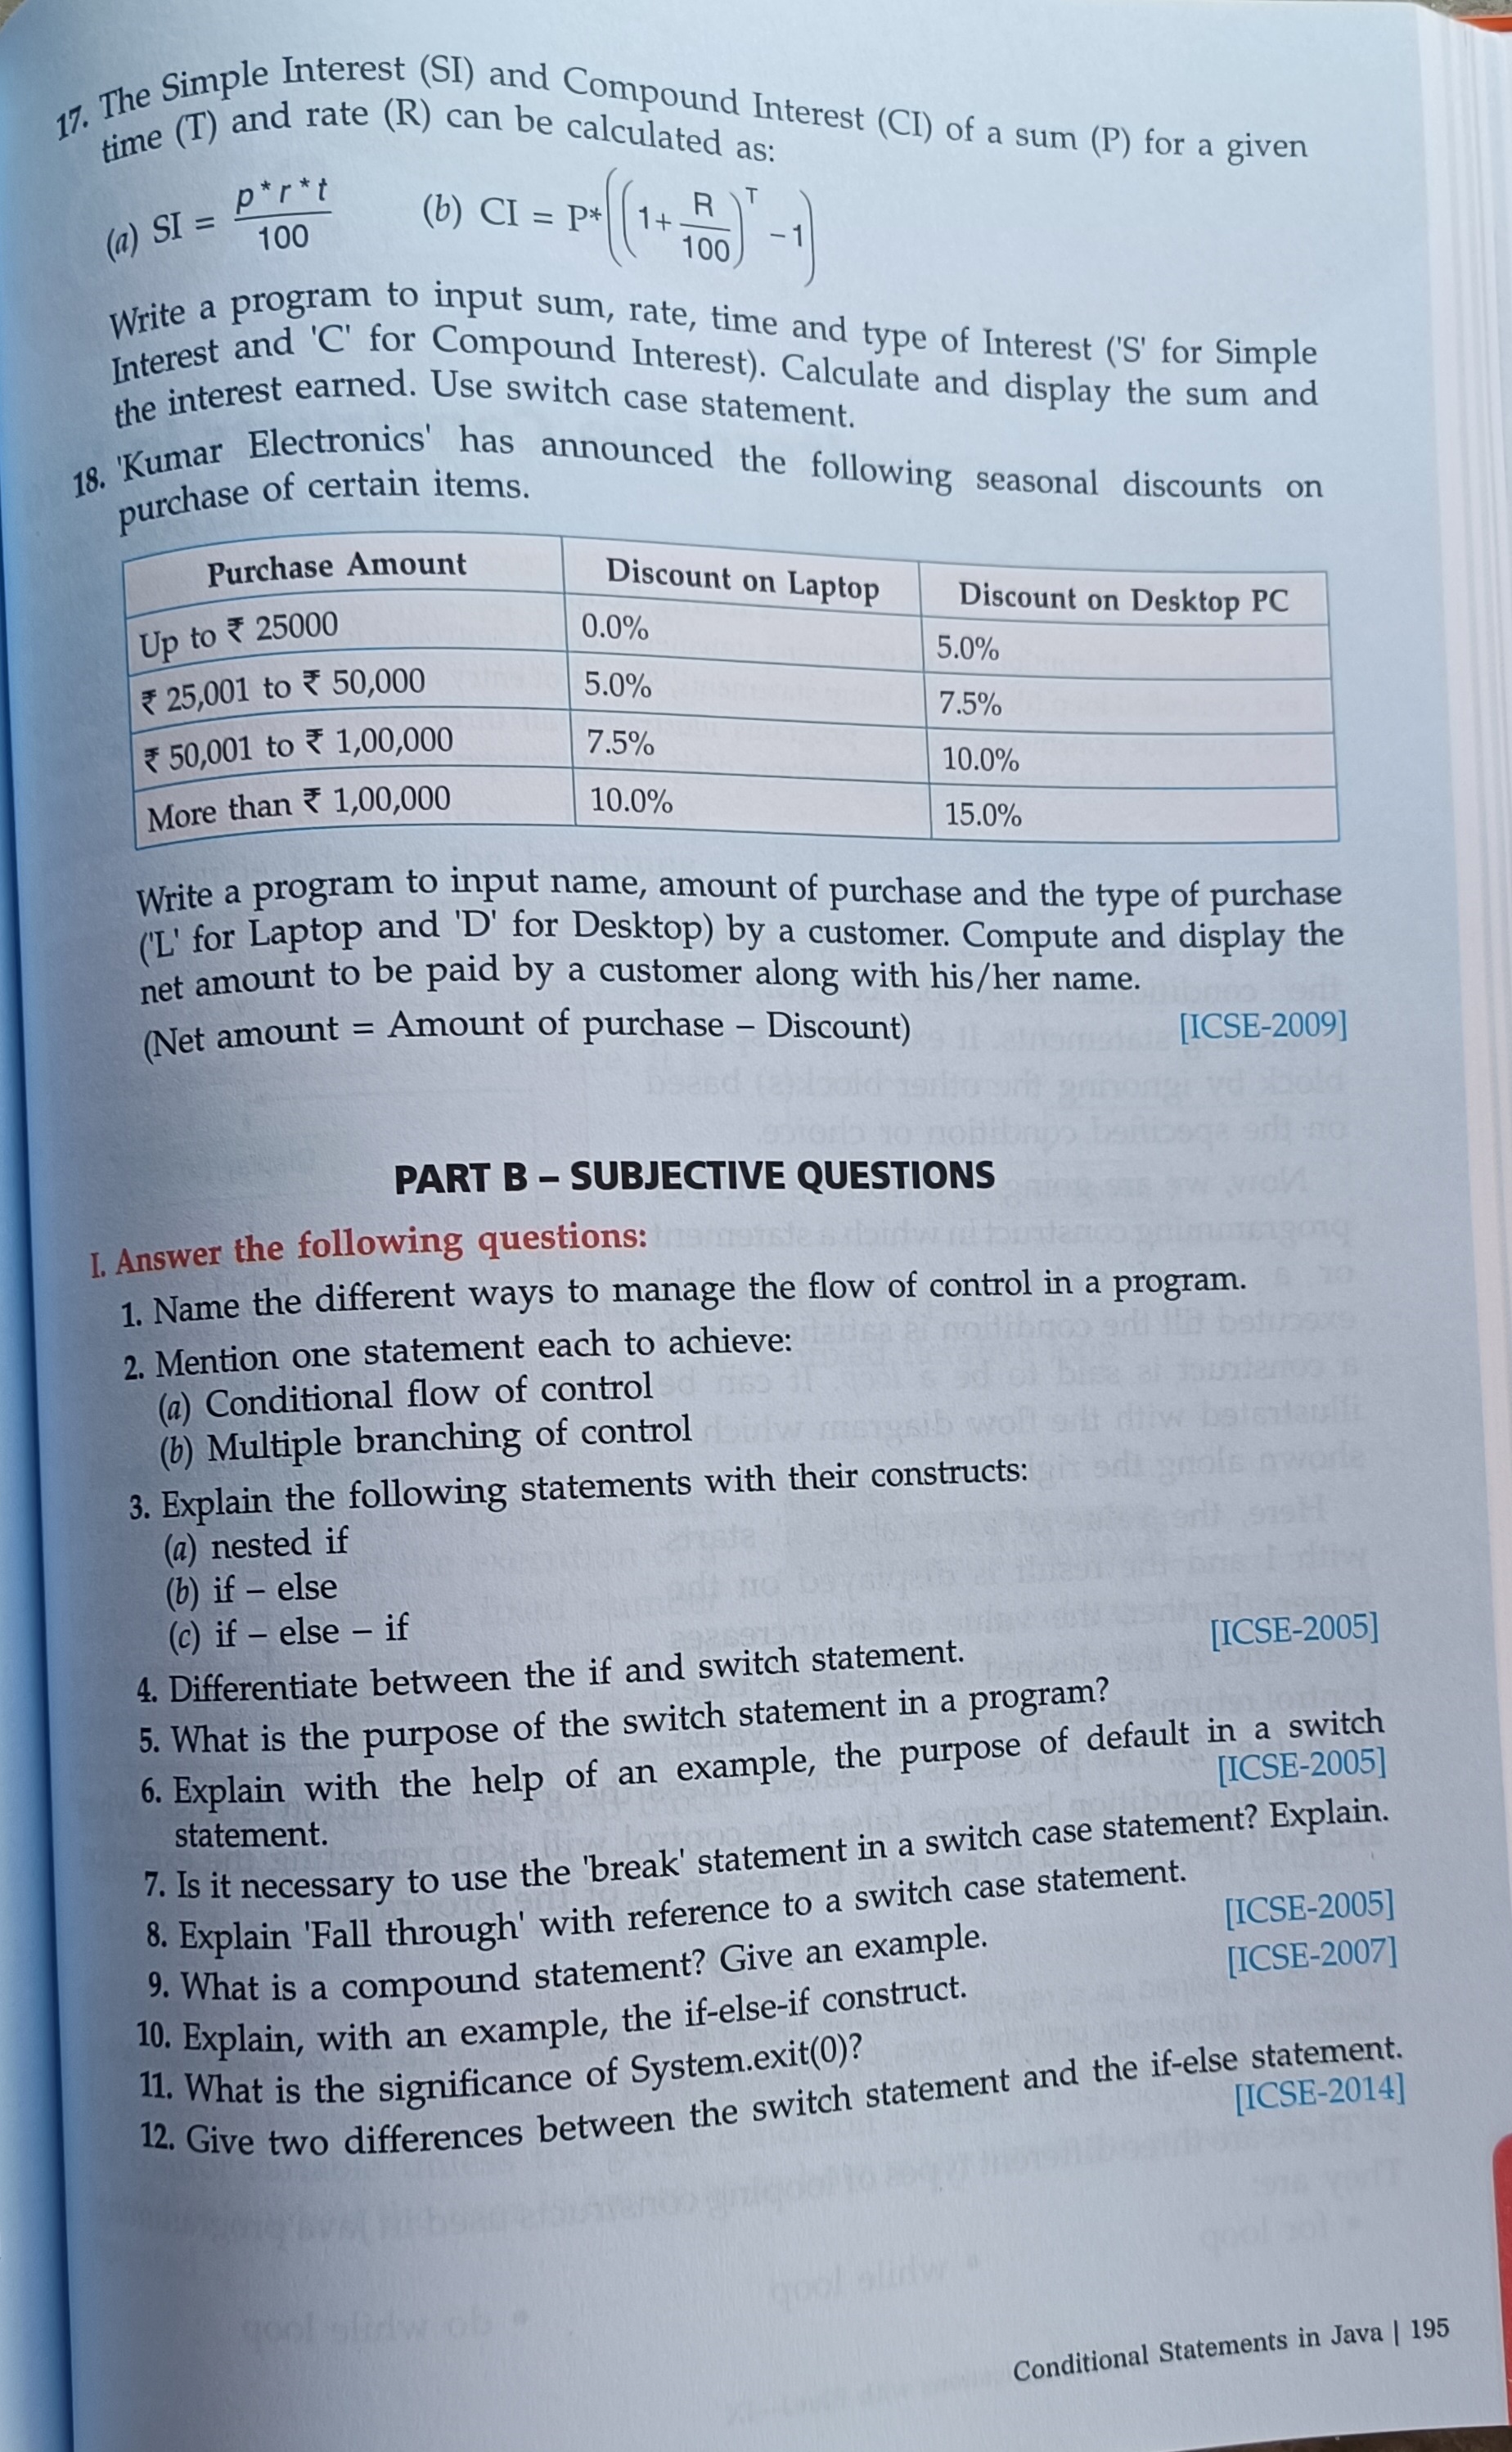 17. The Simple Interest (SI) and Compound Interest (CI) of a sum (P) for a given
time (T) and rate (R) can be calculated as:
(a) SI = p*r*t/100 (b) CI = P*((1+R/100)^T −1)
Write a program to input sum, rate, time and type of Interest ('S' for Simple
Interest and 'C' for Compound Interest). Calculate and display the sum and
the interest earned. Use switch case statement.
18. 'Kumar Electronics' has announced the following seasonal discounts on
purchase of certain items.
Purchase Amount Discount on Laptop Discount on Desktop PC
Up to ₹ 25000 0.0% 5.0%
₹ 25,001 to ₹ 50,000 5.0% 7.5%
₹ 50,001 to ₹ 1,00,000 7.5% 10.0%
More than ₹ 1,00,000 10.0% 15.0%
Write a program to input name, amount of purchase and the type of purchase
('L' for Laptop and 'D' for Desktop) by a customer. Compute and display the
net amount to be paid by a customer along with his/her name.
(Net amount = Amount of purchase – Discount) [ICSE-2009]
PART B – SUBJECTIVE QUESTIONS
I. Answer the following questions:
1. Name the different ways to manage the flow of control in a program.
2. Mention one statement each to achieve:
(a) Conditional flow of control
(b) Multiple branching of control
3. Explain the following statements with their constructs:
(a) nested if
(b) if – else
(c) if – else – if
4. Differentiate between the if and switch statement. [ICSE-2005]
5. What is the purpose of the switch statement in a program?
6. Explain with the help of an example, the purpose of default in a switch
statement. [ICSE-2005]
7. Is it necessary to use the 'break' statement in a switch case statement? Explain.
8. Explain 'Fall through' with reference to a switch case statement.
9. What is a compound statement? Give an example. [ICSE-2005]
10. Explain, with an example, the if-else-if construct. [ICSE-2007]
11. What is the significance of System.exit(0)?
12. Give two differences between the switch statement and the if-else statement.
[ICSE-2014]
Conditional Statements in Java | 195